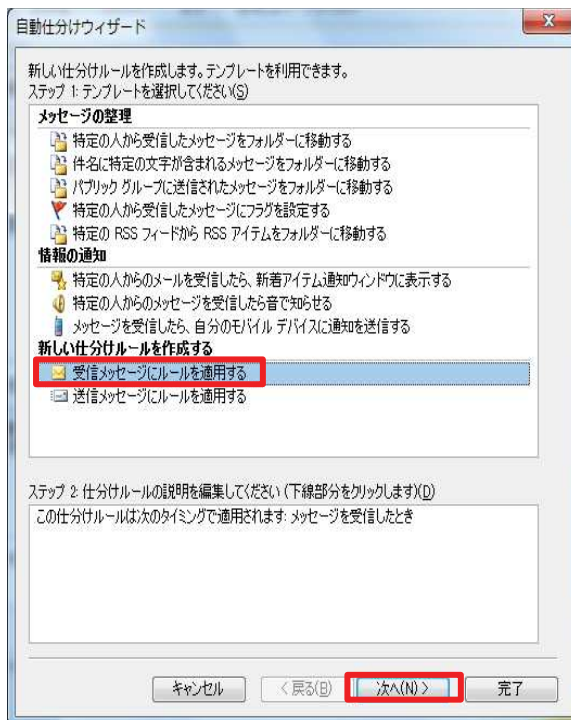 自動仕分けウィザード
新しい仕分けルールを作成します。テンプレートを利用できます。
ステップ 1: テンプレートを選択してください(S)
メッセージの整理
特定の人から受信したメッセージをフォルダーに移動する
件名に特定の文字が含まれるメッセージをフォルダーに移動する
パブリック グループに送信されたメッセージをフォルダーに移動する
特定の人から受信したメッセージにフラグを設定する
特定の RSS フィードから RSS アイテムをフォルダーに移動する
情報の通知
特定の人からのメールを受信したら、新着アイテム通知ウィンドウに表示する
特定の人からのメッセージを受信したら音で知らせる
メッセージを受信したら、自分のモバイル デバイスに通知を送信する
新しい仕分けルールを作成する
受信メッセージにルールを適用する
送信メッセージにルールを適用する
ステップ 2: 仕分けルールの説明を編集してください (下線部分をクリックします)(D)
この仕分けルールは次のタイミングで適用されます: メッセージを受信したとき
キャンセル < 戻る(B) 次へ(N) > 完了